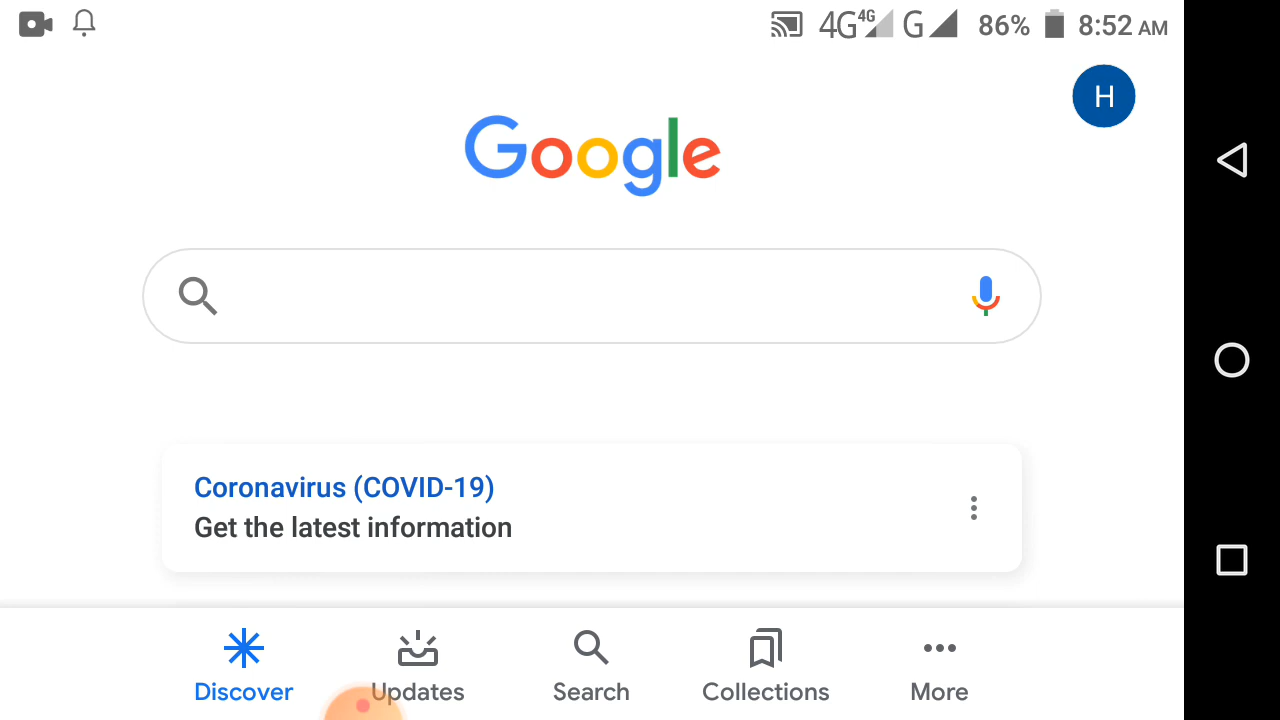 4G 4G G 86% 8:52 AM
H
Google
Coronavirus (COVID-19)
Get the latest information
Discover Updates Search Collections More